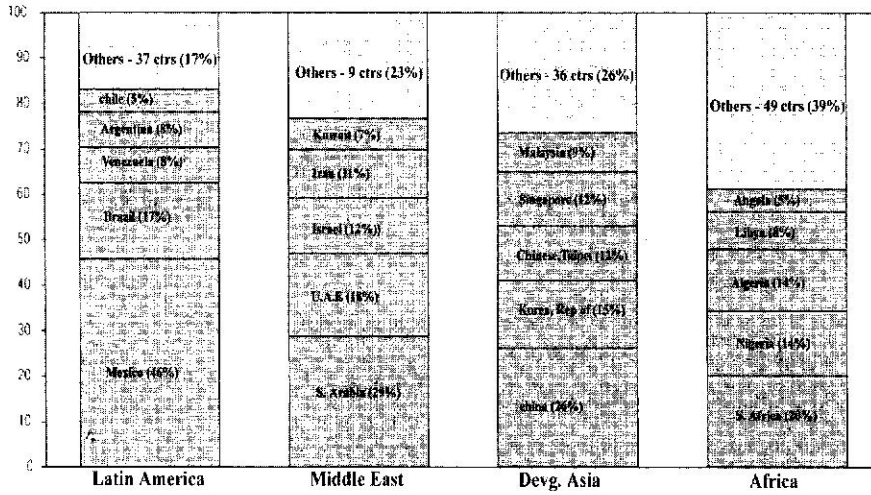 100
90
80
70
60
50
40
30
20
10
0
Others - 37 ctrs (17%)
chile (5%)
Argentina (8%)
Venezuela (8%)
Brasil (17%)
Mexico (46%)
Latin America
Others - 9 ctrs (23%)
Kuwait (7%)
Iran (11%)
Israel (12%)
U.A.E (18%)
S. Arabia (29%)
Middle East
Others - 36 ctrs (26%)
Malaysia (9%)
Singapore (12%)
Chinese,Taipei (12%)
Korea, Rep of (15%)
china (26%)
Devg. Asia
Others - 49 ctrs (39%)
Angola (5%)
Libya (8%)
Algeria (14%)
Nigeria (14%)
S. Africa (20%)
Africa